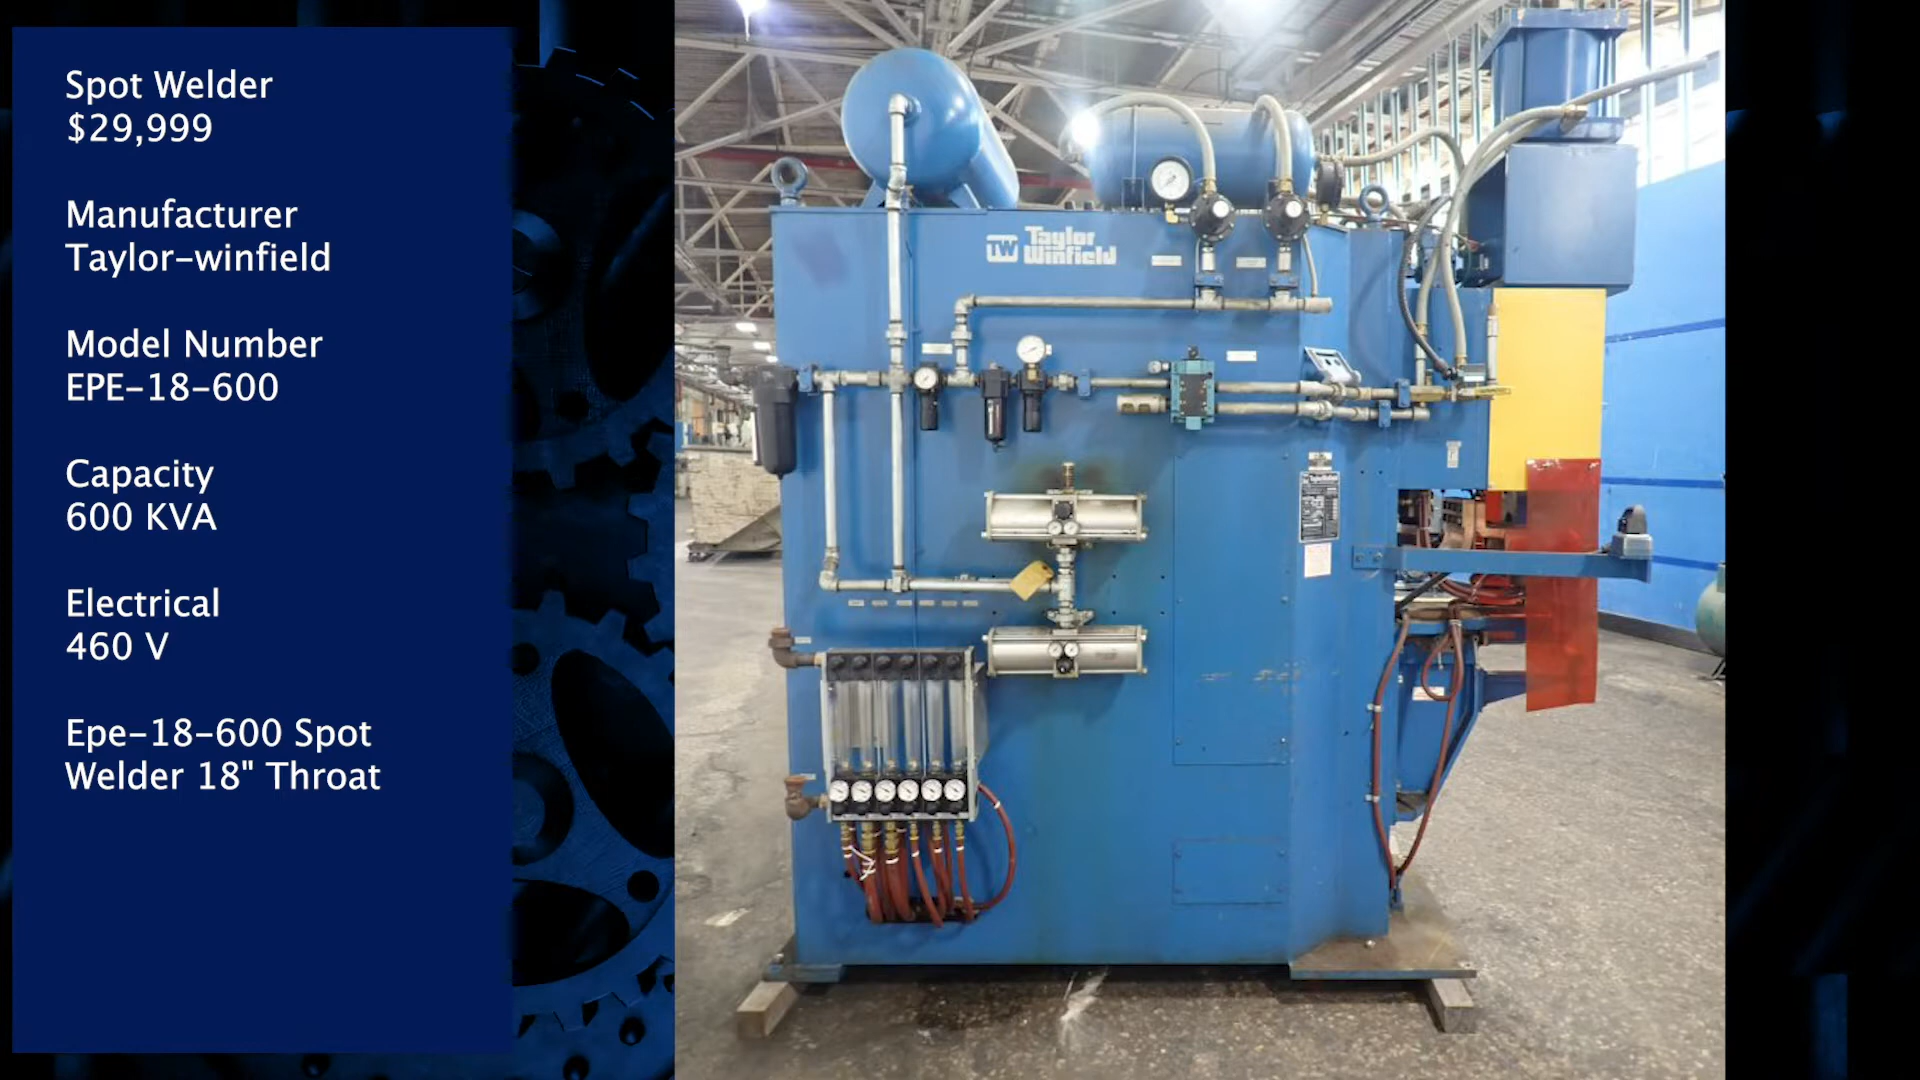 Spot Welder
$29,999
Manufacturer
Taylor-winfield
Model Number
EPE-18-600
Capacity
600 KVA
Electrical
460 V
Epe-18-600 Spot
Welder 18" Throat
TW Taylor
Winfield